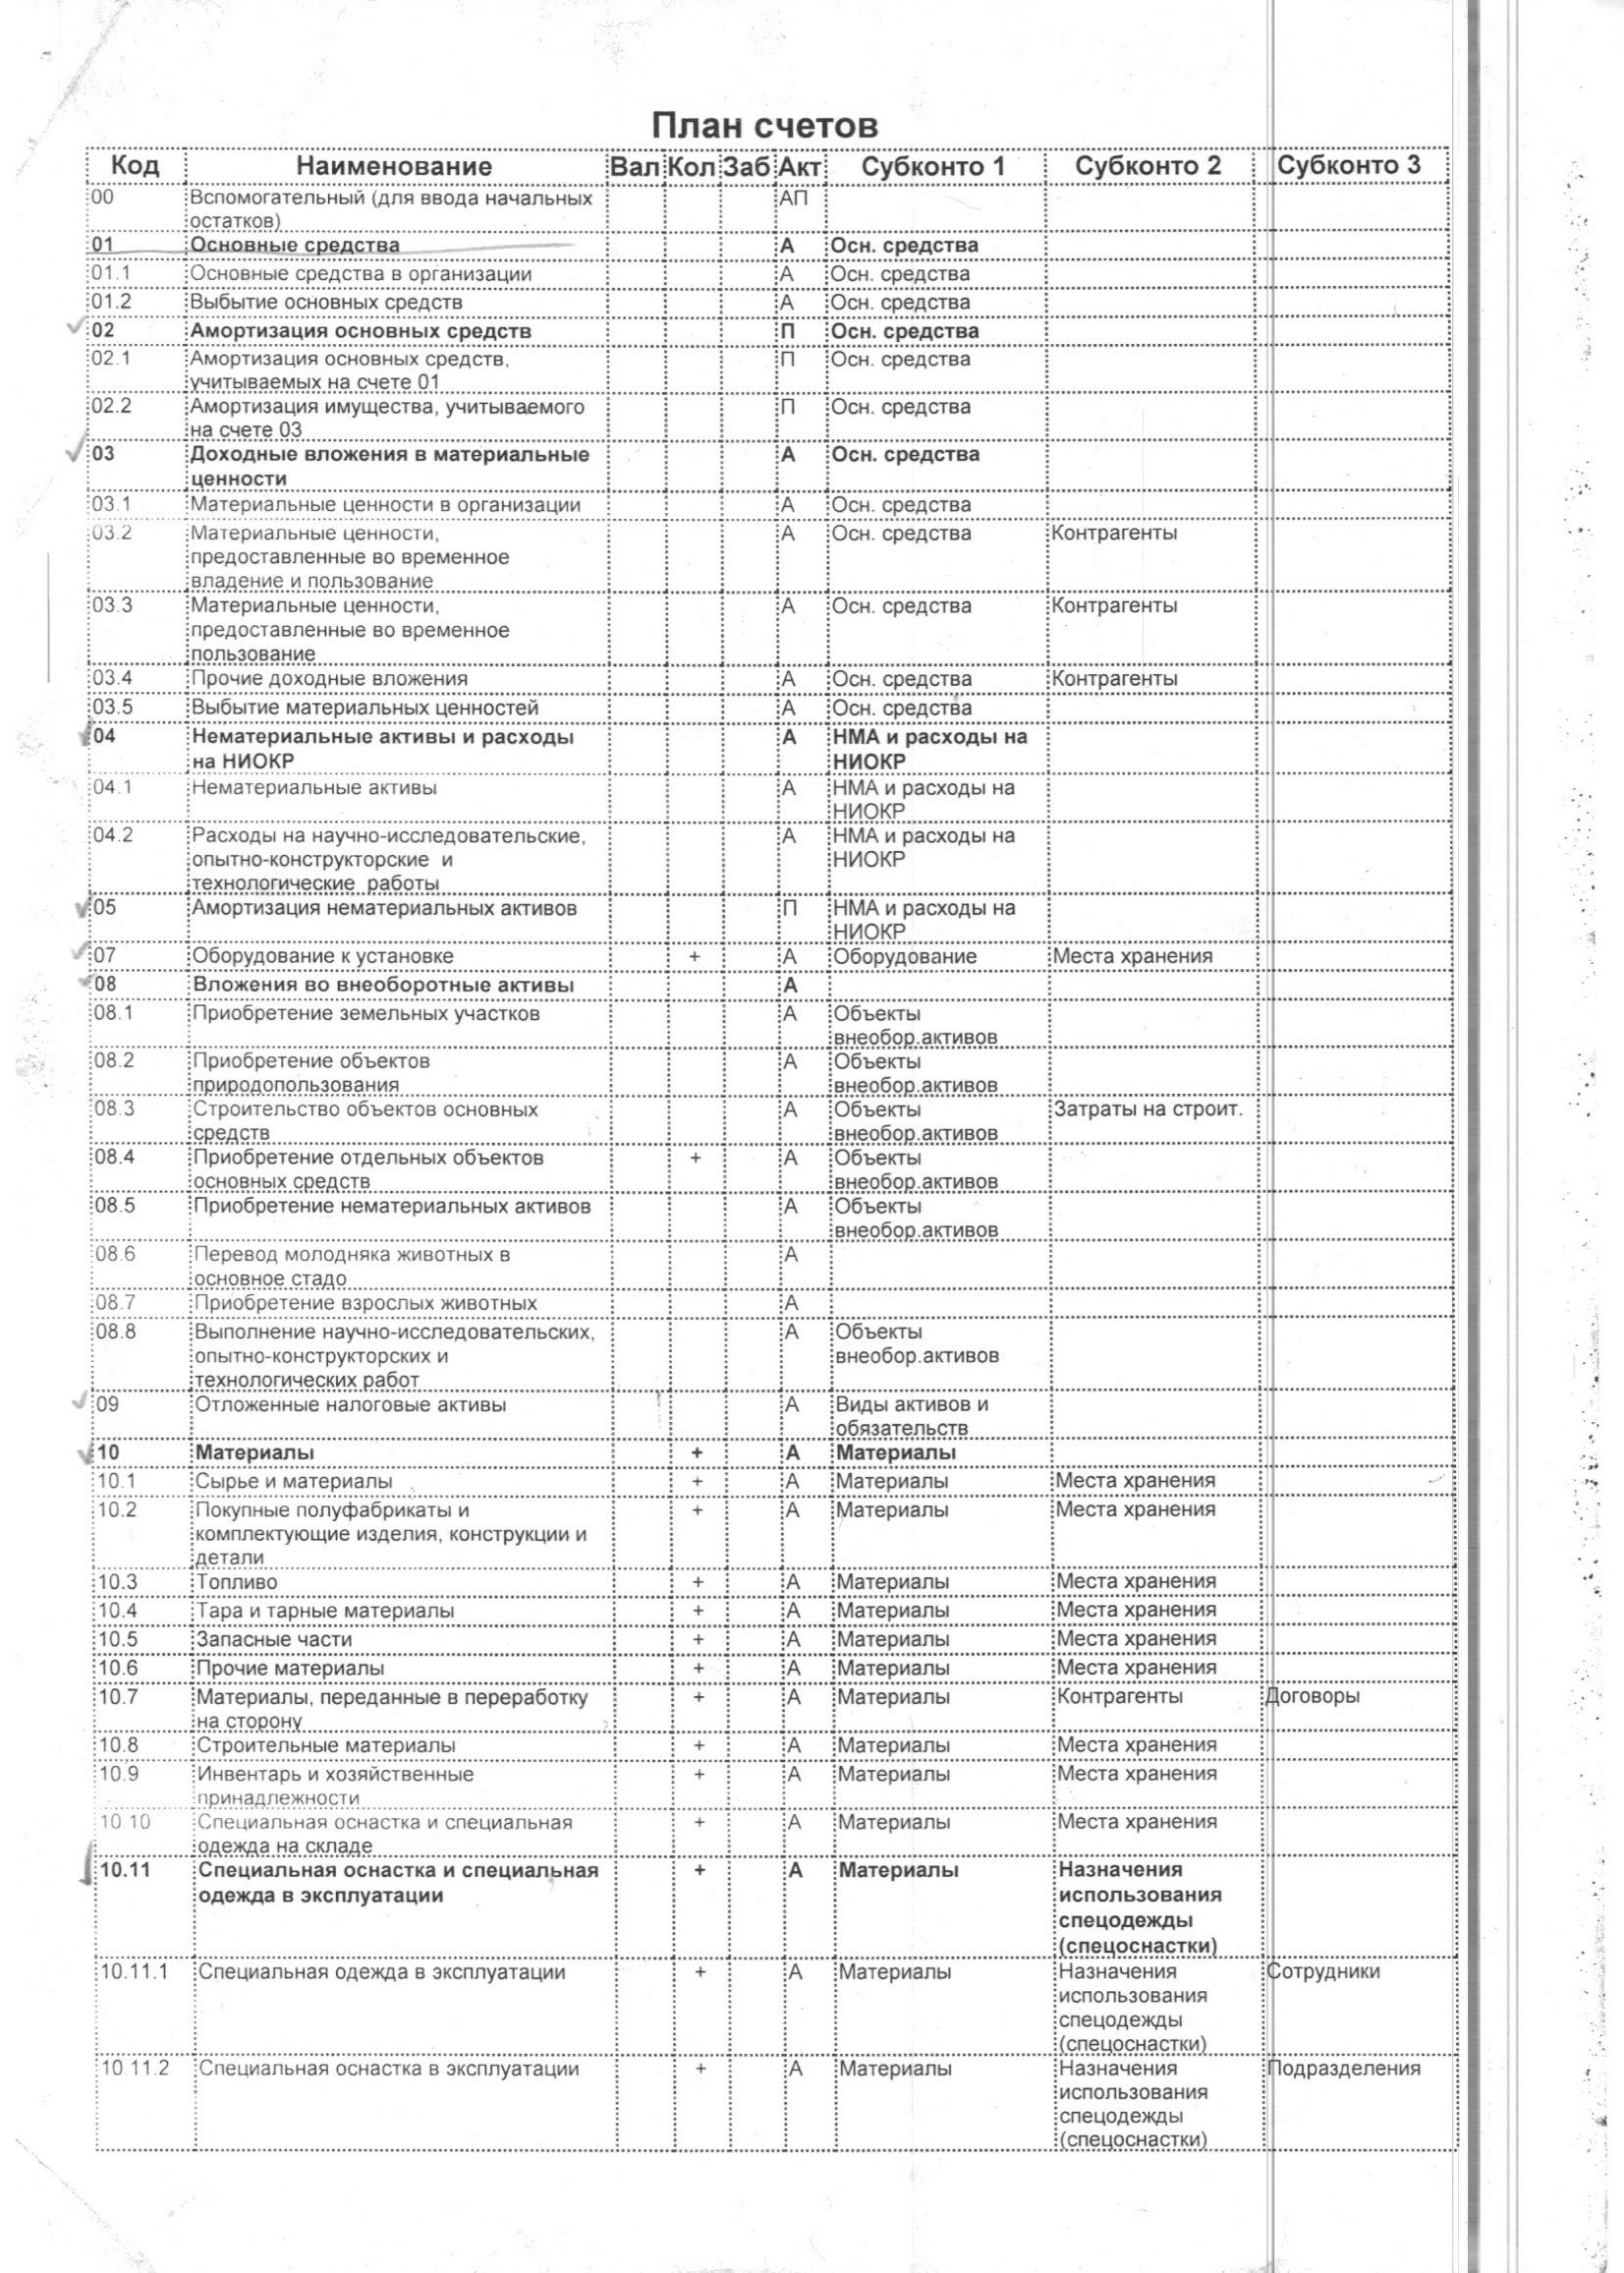 План счетов
Код Наименование Вал Кол Заб Акт Субконто 1 Субконто 2 Субконто 3
00 Вспомогательный (для ввода начальных АП
остатков)
01 Основные средства А Осн. средства
01.1 Основные средства в организации А Осн. средства
01.2 Выбытие основных средств А Осн. средства
02 Амортизация основных средств П Осн. средства
02.1 Амортизация основных средств, П Осн. средства
учитываемых на счете 01
02.2 Амортизация имущества, учитываемого П Осн. средства
на счете 03
03 Доходные вложения в материальные А Осн. средства
ценности
03.1 Материальные ценности в организации А Осн. средства
03.2 Материальные ценности, А Осн. средства Контрагенты
предоставленные во временное
владение и пользование
03.3 Материальные ценности, А Осн. средства Контрагенты
предоставленные во временное
пользование
03.4 Прочие доходные вложения А Осн. средства Контрагенты
03.5 Выбытие материальных ценностей А Осн. средства
04 Нематериальные активы и расходы А НМА и расходы на
на НИОКР НИОКР
04.1 Нематериальные активы А НМА и расходы на
НИОКР
04.2 Расходы на научно-исследовательские, А НМА и расходы на
опытно-конструкторские и НИОКР
технологические работы
05 Амортизация нематериальных активов П НМА и расходы на
НИОКР
07 Оборудование к установке + А Оборудование Места хранения
08 Вложения во внеоборотные активы А
08.1 Приобретение земельных участков А Объекты
внеобор.активов
08.2 Приобретение объектов А Объекты
природопользования внеобор.активов
08.3 Строительство объектов основных А Объекты Затраты на строит.
средств внеобор.активов
08.4 Приобретение отдельных объектов + А Объекты
основных средств внеобор.активов
08.5 Приобретение нематериальных активов А Объекты
внеобор.активов
08.6 Перевод молодняка животных в А
основное стадо
08.7 Приобретение взрослых животных А
08.8 Выполнение научно-исследовательских, А Объекты
опытно-конструкторских и внеобор.активов
технологических работ
09 Отложенные налоговые активы А Виды активов и
обязательств
10 Материалы + А Материалы
10.1 Сырье и материалы + А Материалы Места хранения
10.2 Покупные полуфабрикаты и + А Материалы Места хранения
комплектующие изделия, конструкции и
детали
10.3 Топливо + А Материалы Места хранения
10.4 Тара и тарные материалы + А Материалы Места хранения
10.5 Запасные части + А Материалы Места хранения
10.6 Прочие материалы + А Материалы Места хранения
10.7 Материалы, переданные в переработку + А Материалы Контрагенты Договоры
на сторону
10.8 Строительные материалы + А Материалы Места хранения
10.9 Инвентарь и хозяйственные + А Материалы Места хранения
принадлежности
10.10 Специальная оснастка и специальная + А Материалы Места хранения
одежда на складе
10.11 Специальная оснастка и специальная + А Материалы Назначения
одежда в эксплуатации использования
спецодежды
(спецоснастки)
10.11.1 Специальная одежда в эксплуатации + А Материалы Назначения Сотрудники
использования
спецодежды
(спецоснастки)
10 11.2 Специальная оснастка в эксплуатации + А Материалы Назначения Подразделения
использования
спецодежды
(спецоснастки)